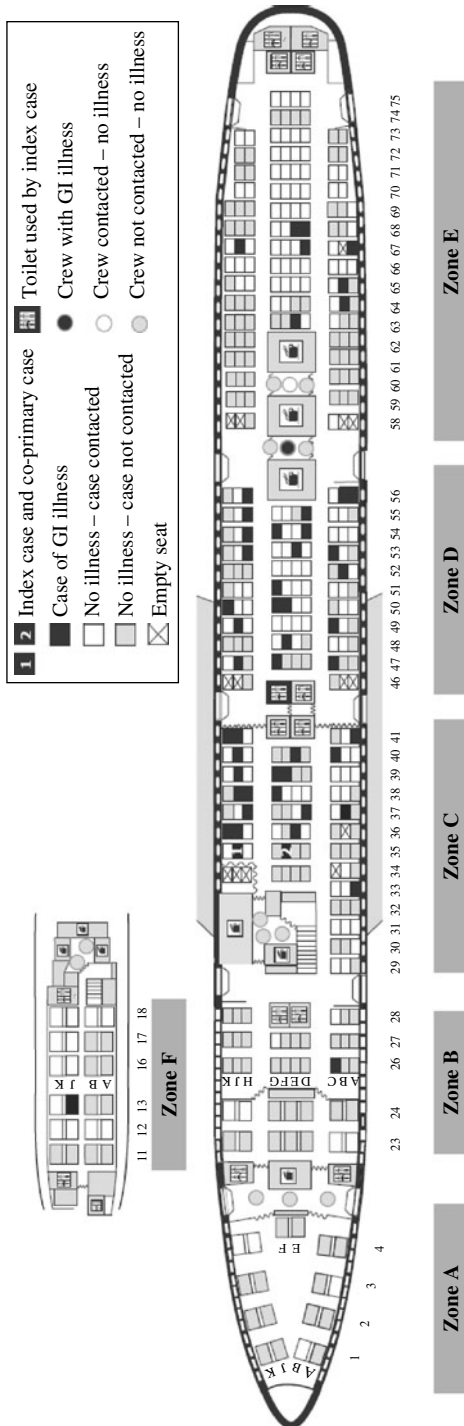 1 2 Index case and co-primary case
Case of GI illness
No illness – case contacted
No illness – case not contacted
Empty seat
Toilet used by index case
Crew with GI illness
Crew contacted – no illness
Crew not contacted – no illness
K
J
B
A
11 12 13 16 17 18
Zone F
K
J
H
G
F
E
D
C
B
A
K
J
B
A
F
E
1
2
1 2 3 4 23 24 26 27 28 29 30 31 32 33 34 35 36 37 38 39 40 41 46 47 48 49 50 51 52 53 54 55 56 58 59 60 61 62 63 64 65 66 67 68 69 70 71 72 73 74 75
Zone A
Zone B
Zone C
Zone D
Zone E